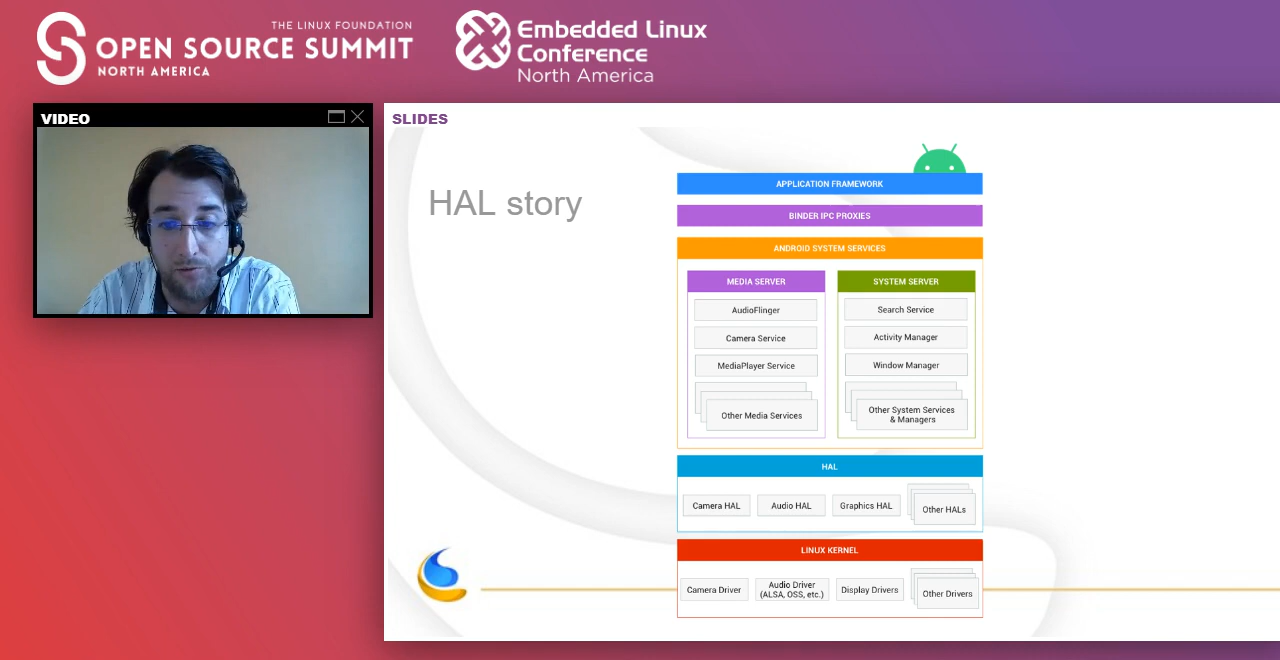 THE LINUX FOUNDATION
OPEN SOURCE SUMMIT
NORTH AMERICA
Embedded Linux
Conference
North America
VIDEO
SLIDES
HAL story
APPLICATION FRAMEWORK
BINDER IPC PROXIES
ANDROID SYSTEM SERVICES
MEDIA SERVER
SYSTEM SERVER
AudioFlinger
Search Service
Camera Service
Activity Manager
MediaPlayer Service
Window Manager
Other Media Services
Other System Services
& Managers
HAL
Camera HAL
Audio HAL
Graphics HAL
Other HALs
LINUX KERNEL
Camera Driver
Audio Driver
(ALSA, OSS, etc.)
Display Drivers
Other Drivers